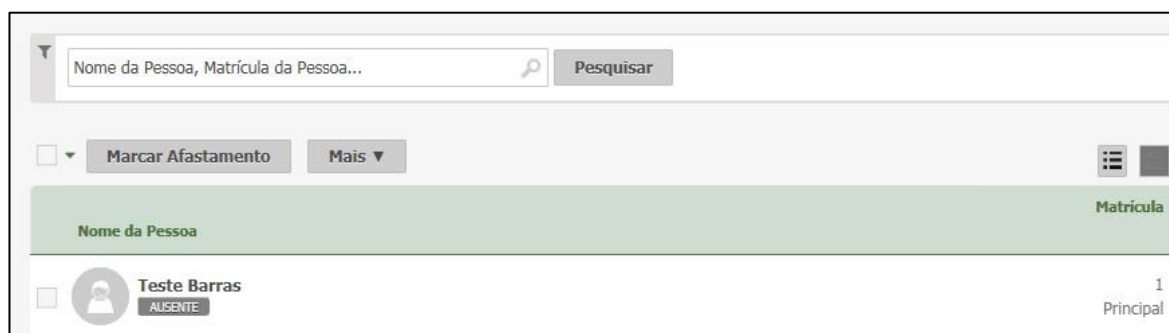 Nome da Pessoa, Matrícula da Pessoa... Pesquisar
Marcar Afastamento Mais ▼
Matrícula
Nome da Pessoa
Teste Barras 1
AUSENTE Principal